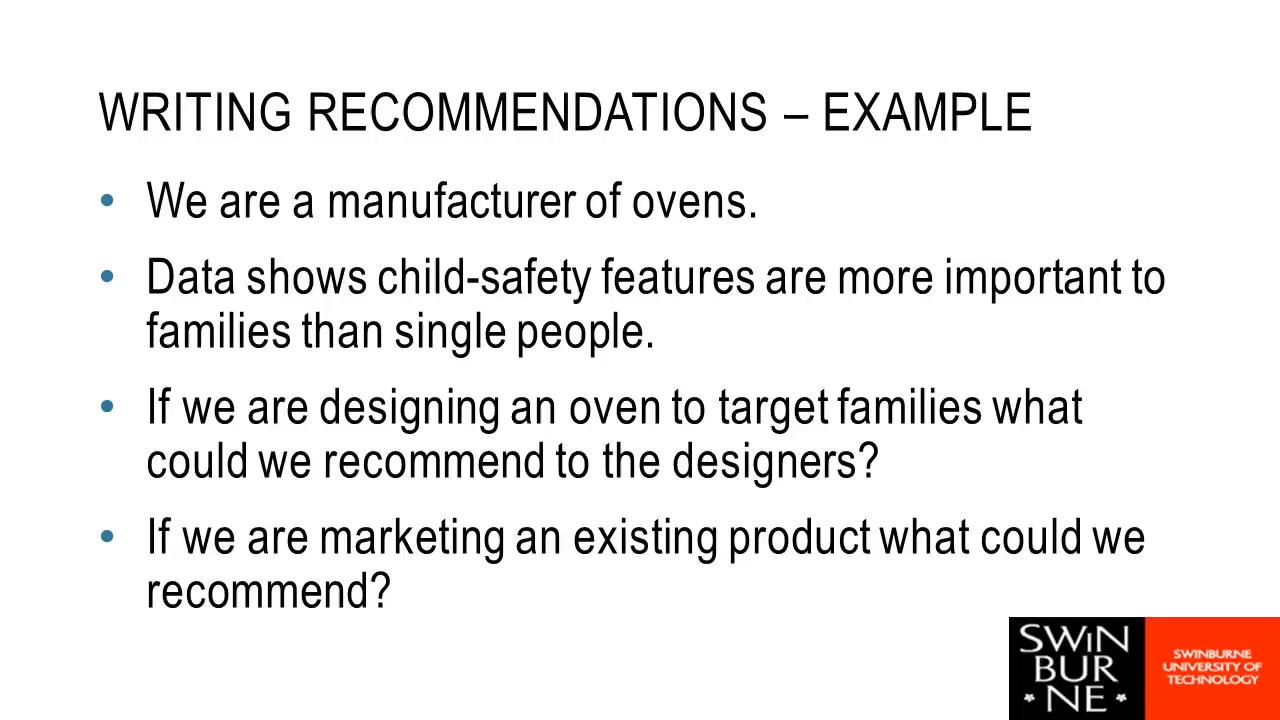 WRITING RECOMMENDATIONS – EXAMPLE
• We are a manufacturer of ovens.
• Data shows child-safety features are more important to
families than single people.
• If we are designing an oven to target families what
could we recommend to the designers?
• If we are marketing an existing product what could we
recommend?
SWiN
BUR
* NE *
SWINBURNE
UNIVERSITY OF
TECHNOLOGY